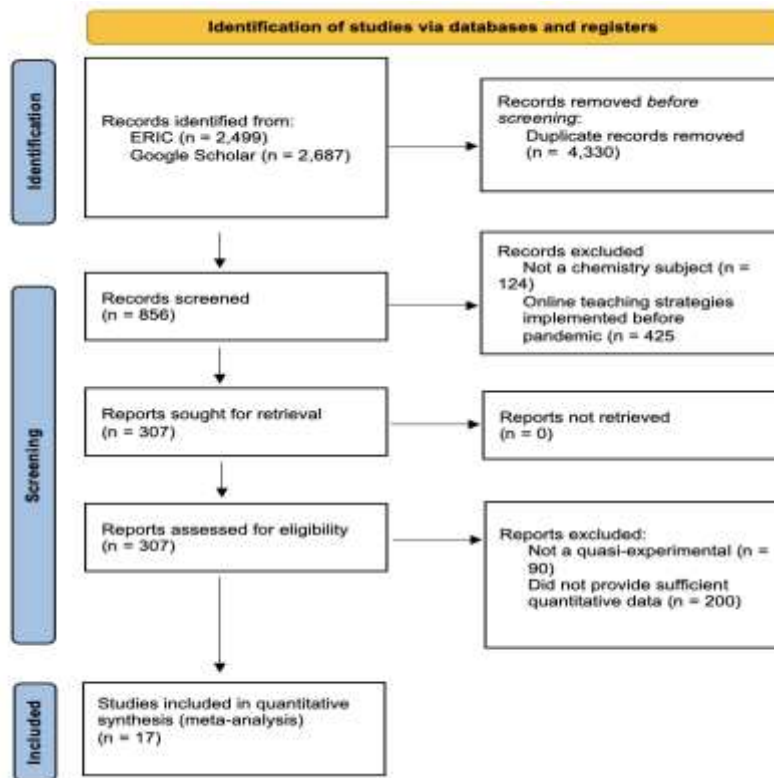 Identification of studies via databases and registers
Identification
Records identified from:
ERIC (n = 2,499)
Google Scholar (n = 2,687)
Records removed before
screening:
Duplicate records removed
(n = 4,330)
Screening
Records screened
(n = 856)
Records excluded
Not a chemistry subject (n =
124)
Online teaching strategies
implemented before
pandemic (n = 425
Reports sought for retrieval
(n = 307)
Reports not retrieved
(n = 0)
Reports assessed for eligibility
(n = 307)
Reports excluded:
Not a quasi-experimental (n =
90)
Did not provide sufficient
quantitative data (n = 200)
Included
Studies included in quantitative
synthesis (meta-analysis)
(n = 17)